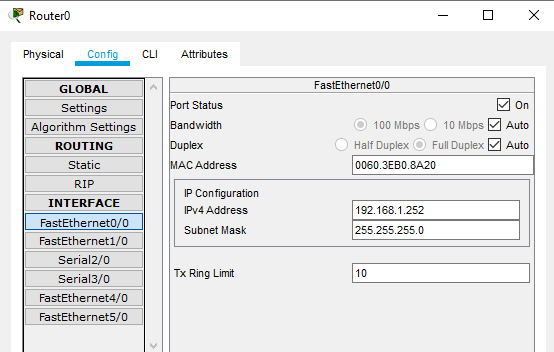 Router0
Physical Config CLI Attributes
GLOBAL
Settings
Algorithm Settings
ROUTING
Static
RIP
INTERFACE
FastEthernet0/0
FastEthernet1/0
Serial2/0
Serial3/0
FastEthernet4/0
FastEthernet5/0
FastEthernet0/0
Port Status On
Bandwidth 100 Mbps 10 Mbps Auto
Duplex Half Duplex Full Duplex Auto
MAC Address 0060.3EB0.8A20
IP Configuration
IPv4 Address 192.168.1.252
Subnet Mask 255.255.255.0
Tx Ring Limit 10